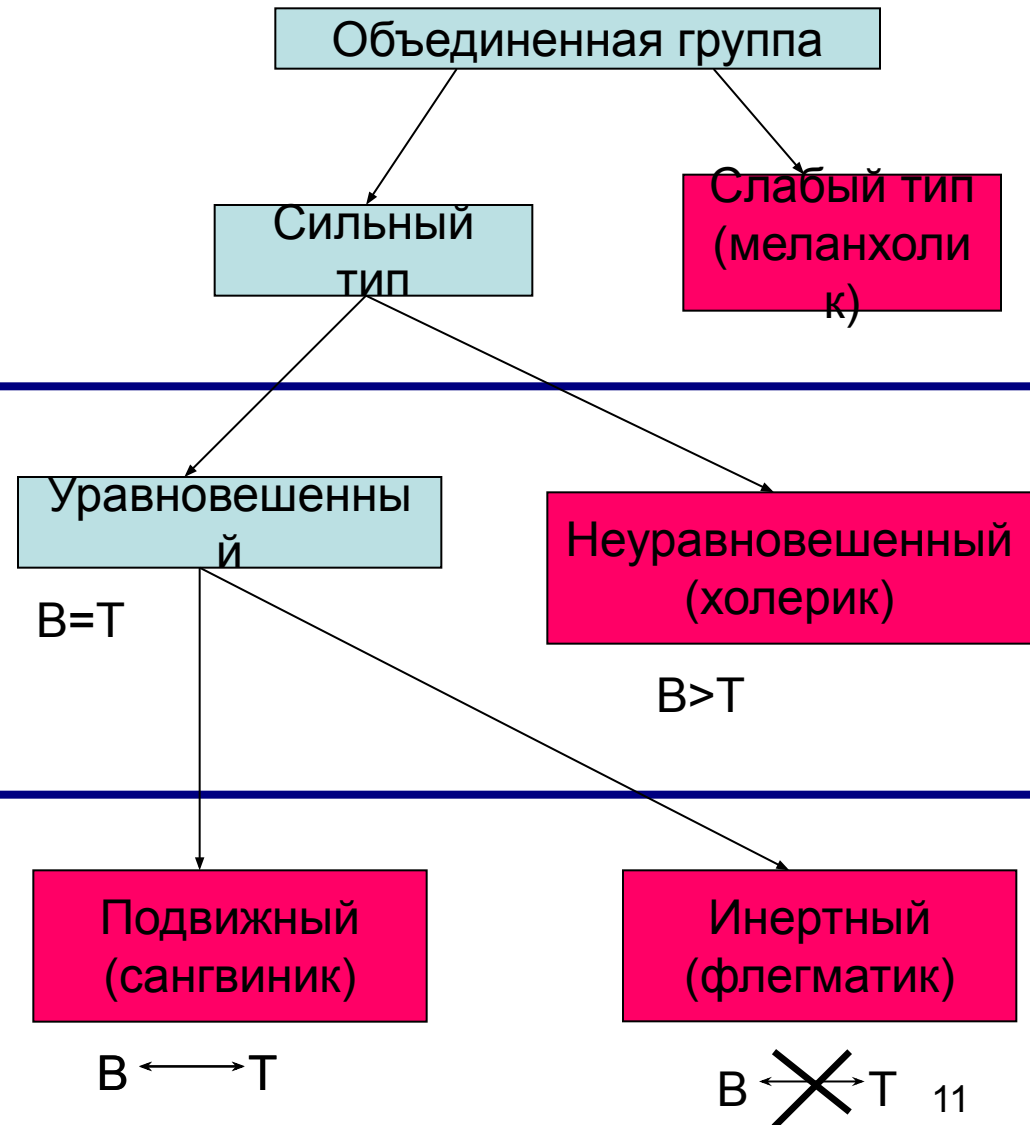 Объединенная группа
Сильный
тип
Слабый тип
(меланхоли
к)
Уравновешенны
й
В=Т
Неуравновешенный
(холерик)
В>Т
Подвижный
(сангвиник)
В Т
Инертный
(флегматик)
В Т
11